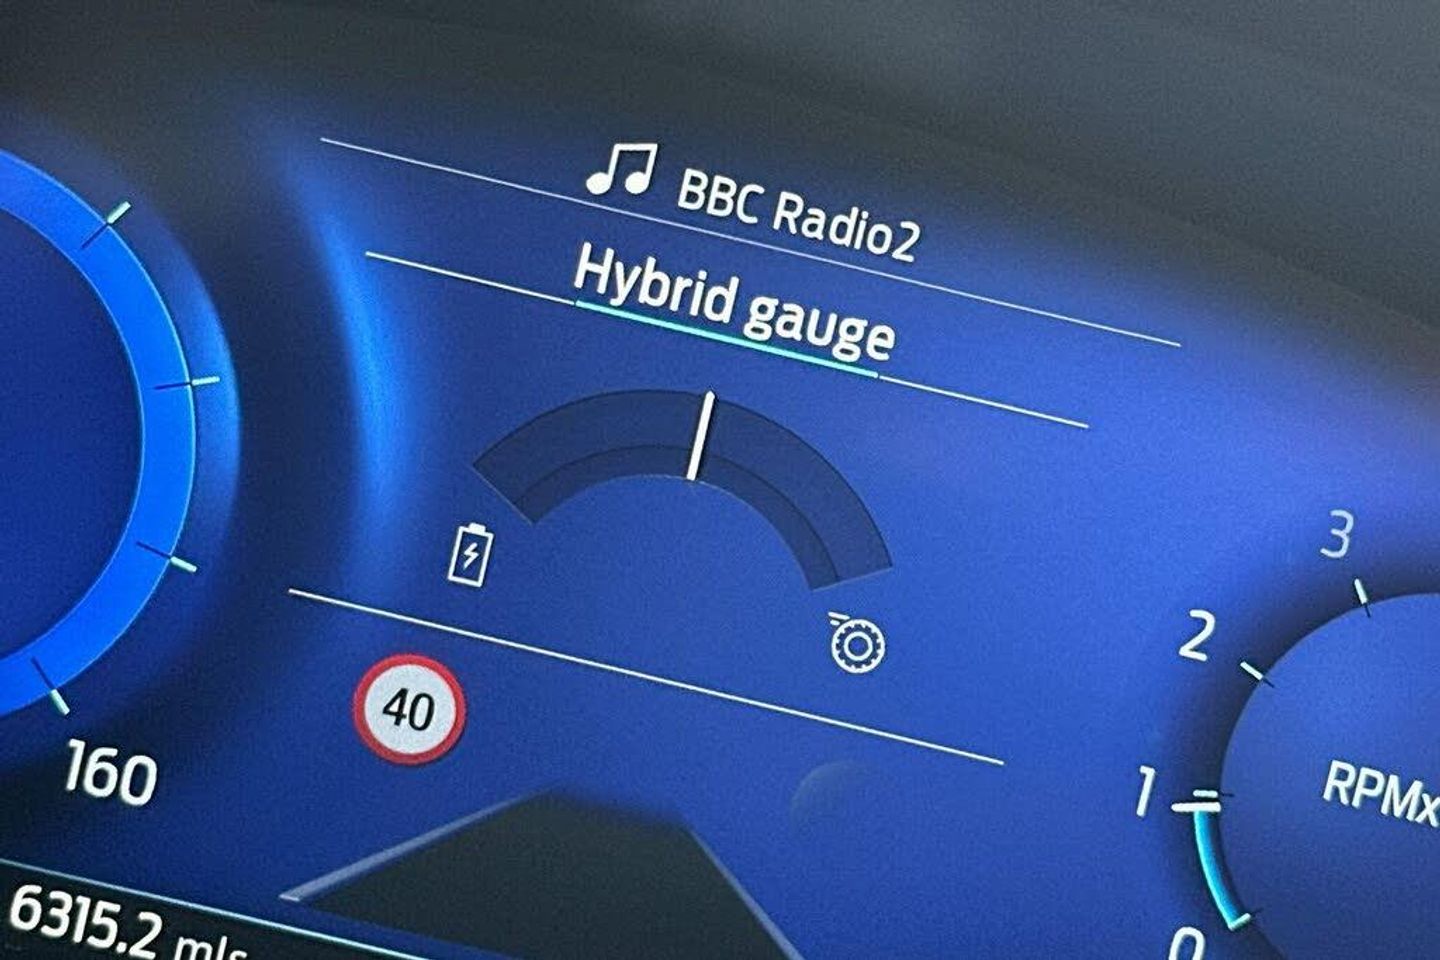 BBC Radio2
Hybrid gauge
40
160
6315.2 mls
3
2
1
0
RPMx